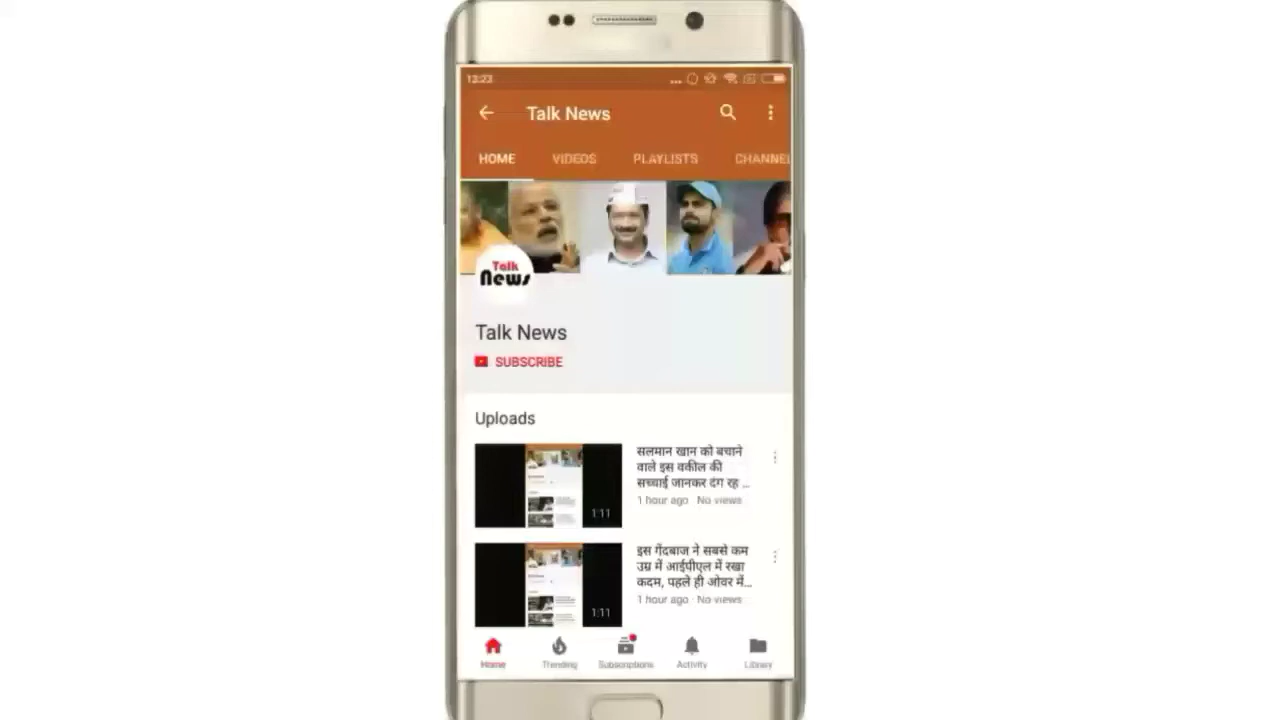 12:23
Talk News
HOME VIDEOS PLAYLISTS CHANNEL
Talk
News
Talk News
SUBSCRIBE
Uploads
सलमान खान को बचाने
वाले इस वकील की
सच्चाई जानकर दंग रह ...
1 hour ago · No views
1:11
इस गेंदबाज ने सबसे कम
उम्र में आईपीएल में रखा
कदम, पहले ही ओवर में...
1 hour ago · No views
1:11
Home Trending Subscriptions Activity Library